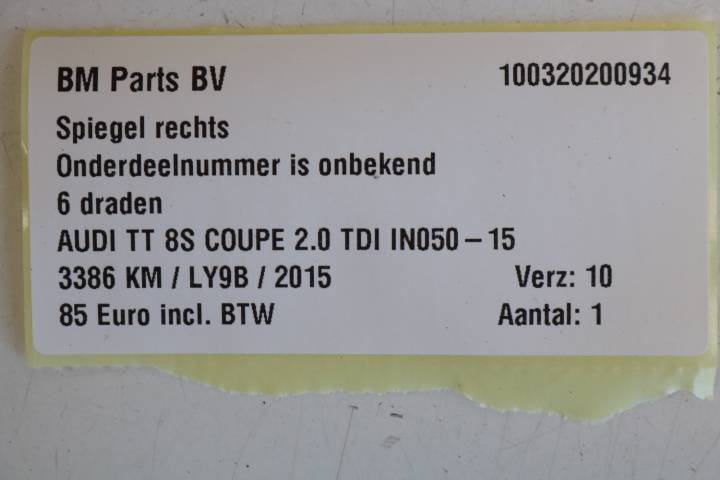 BM Parts BV 100320200934
Spiegel rechts
Onderdeelnummer is onbekend
6 draden
AUDI TT 8S COUPE 2.0 TDI IN050 – 15
3386 KM / LY9B / 2015 Verz: 10
85 Euro incl. BTW Aantal: 1